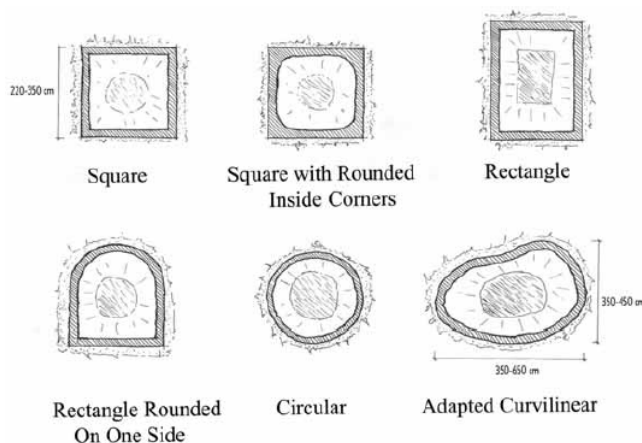 220-350 cm
Square
Square with Rounded
Inside Corners
Rectangle
350-450 cm
350-650 cm
Rectangle Rounded
On One Side
Circular
Adapted Curvilinear